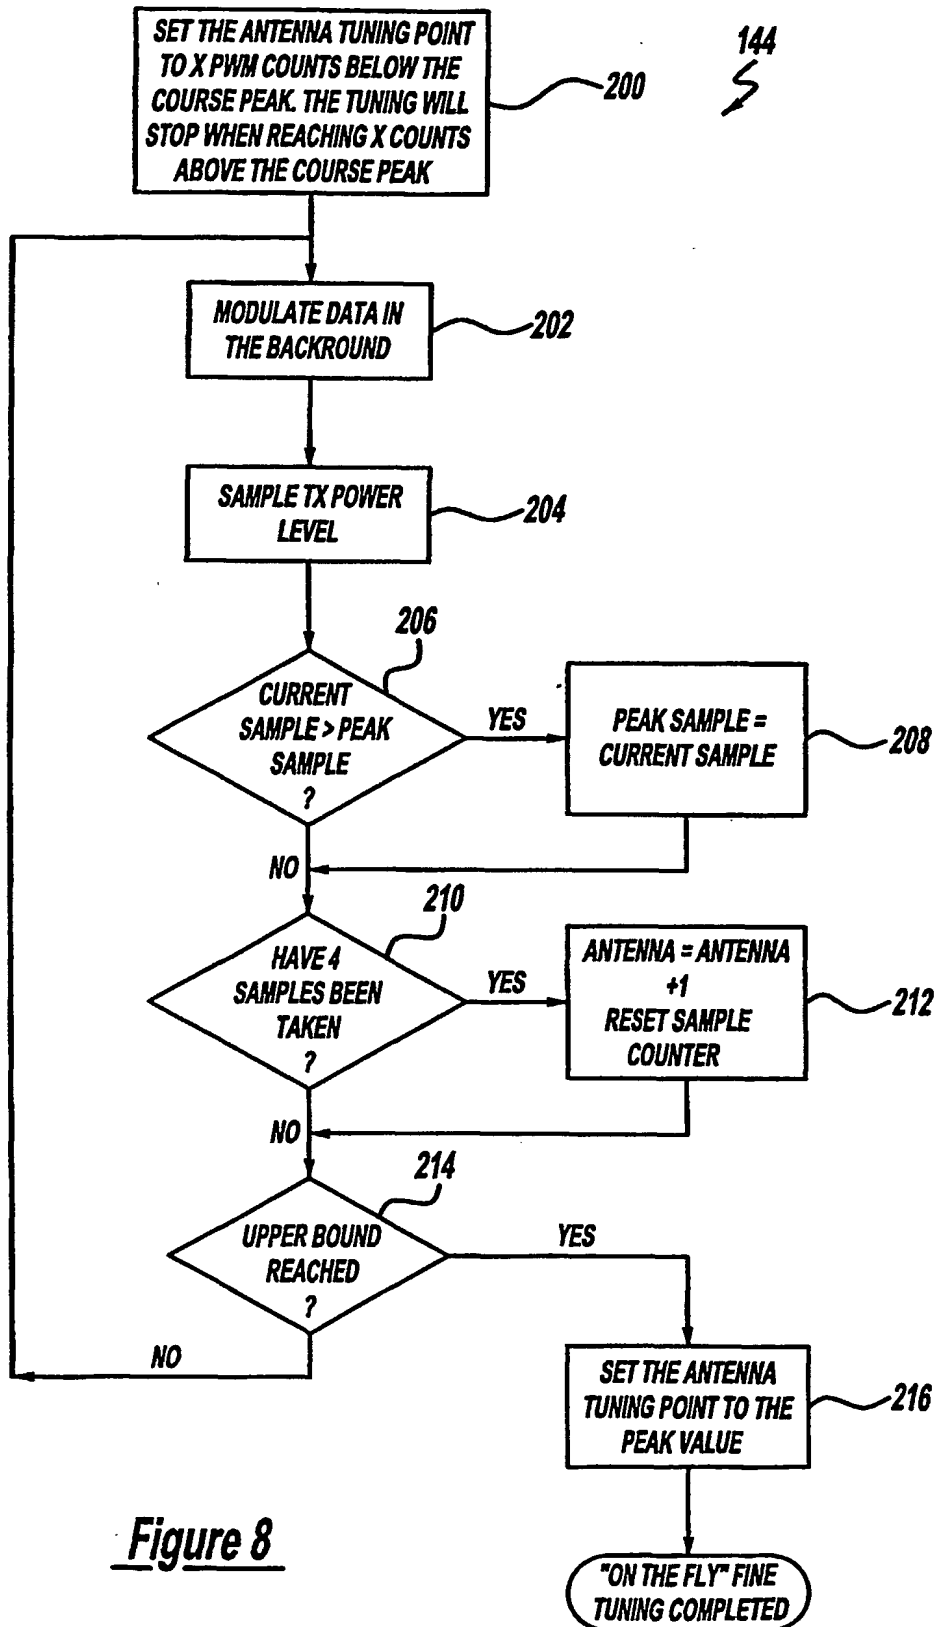 SET THE ANTENNA TUNING POINT
TO X PWM COUNTS BELOW THE
COURSE PEAK. THE TUNING WILL
STOP WHEN REACHING X COUNTS
ABOVE THE COURSE PEAK
200
144
MODULATE DATA IN
THE BACKROUND
202
SAMPLE TX POWER
LEVEL
204
206
CURRENT
SAMPLE > PEAK
SAMPLE
?
YES
PEAK SAMPLE =
CURRENT SAMPLE
208
NO
210
HAVE 4
SAMPLES BEEN
TAKEN
?
YES
ANTENNA = ANTENNA
+1
RESET SAMPLE
COUNTER
212
NO
214
UPPER BOUND
REACHED
?
YES
NO
SET THE ANTENNA
TUNING POINT TO THE
PEAK VALUE
216
Figure 8
"ON THE FLY" FINE
TUNING COMPLETED